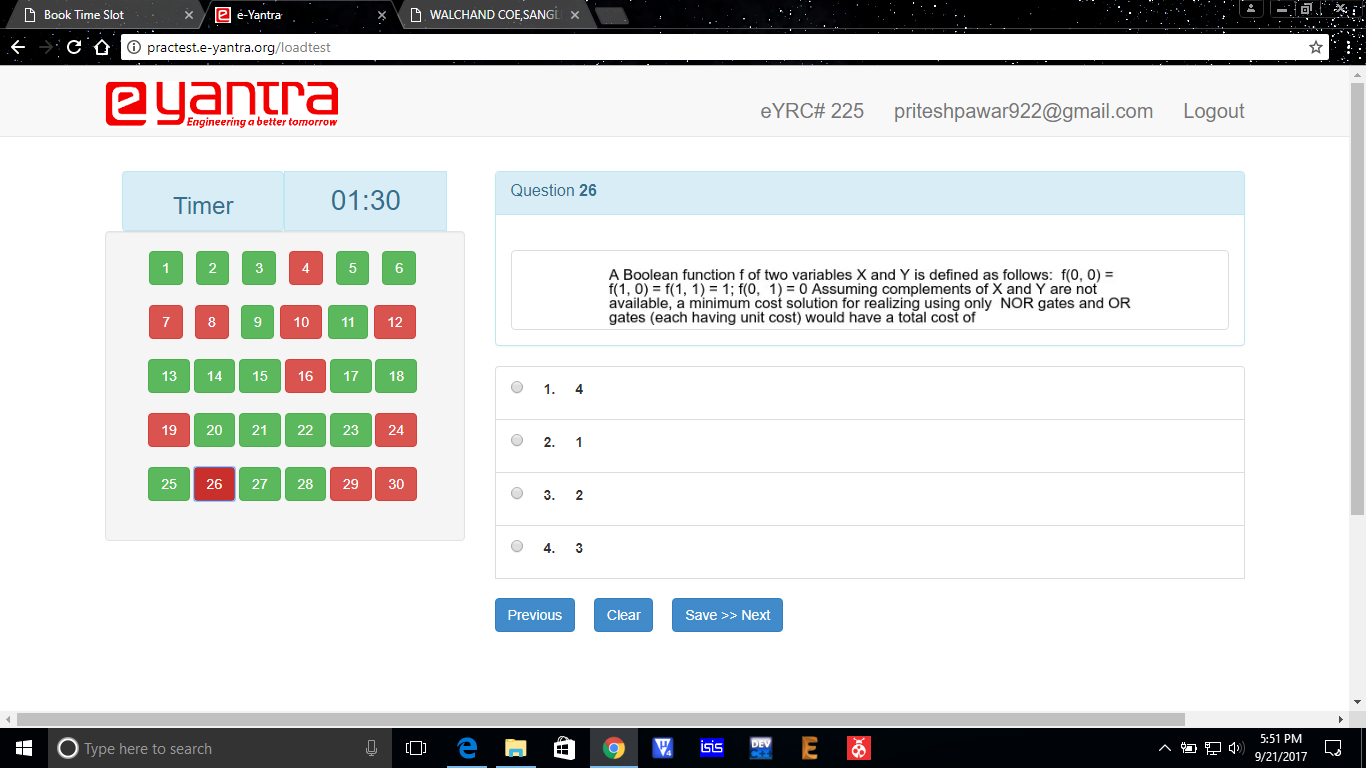 Book Time Slot
e-Yantra
WALCHAND COE,SANGL
practest.e-yantra.org/loadtest
e yantra
Engineering a better tomorrow
eYRC# 225 priteshpawar922@gmail.com Logout
Timer 01:30
1 2 3 4 5 6
7 8 9 10 11 12
13 14 15 16 17 18
19 20 21 22 23 24
25 26 27 28 29 30
Question 26
A Boolean function f of two variables X and Y is defined as follows: f(0, 0) =
f(1, 0) = f(1, 1) = 1; f(0, 1) = 0 Assuming complements of X and Y are not
available, a minimum cost solution for realizing using only NOR gates and OR
gates (each having unit cost) would have a total cost of
1. 4
2. 1
3. 2
4. 3
Previous Clear Save >> Next
Type here to search
isis
DEV
5:51 PM
9/21/2017